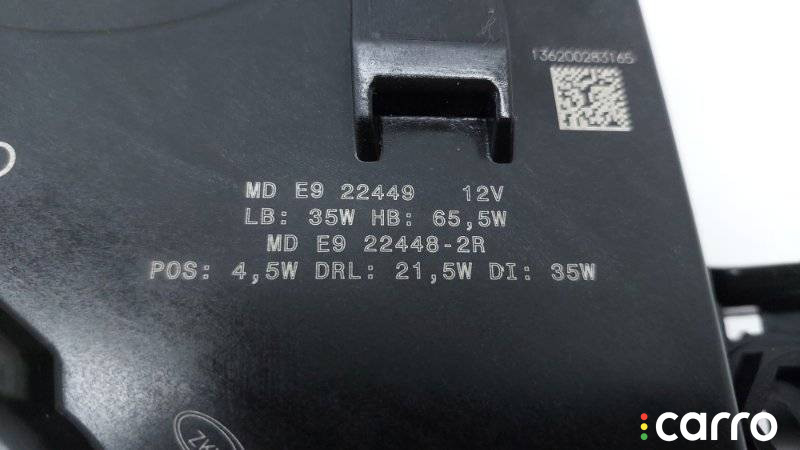 136200283165
MD E9 22449 12V
LB: 35W HB: 65,5W
MD E9 22448-2R
POS: 4,5W DRL: 21,5W DI: 35W
carro